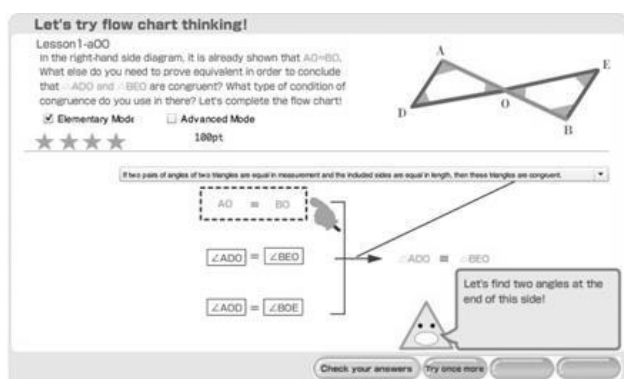 Let's try flow chart thinking!
Lesson1-a00
In the right-hand side diagram, it is already shown that AO=BO.
What else do you need to prove equivalent in order to conclude
that △ADO and △BEO are congruent? What type of condition of
congruence do you use in there? Let's complete the flow chart!
Elementary Mode
Advanced Mode
100pt
A
E
D
O
B
If two pairs of angles of two triangles are equal in measurement and the included sides are equal in length, then these triangles are congruent.
AO = BO
∠ADO = ∠BEO
△ADO ≡ △BEO
∠AOD = ∠BOE
Let's find two angles at the
end of this side!
Check your answers
Try once more